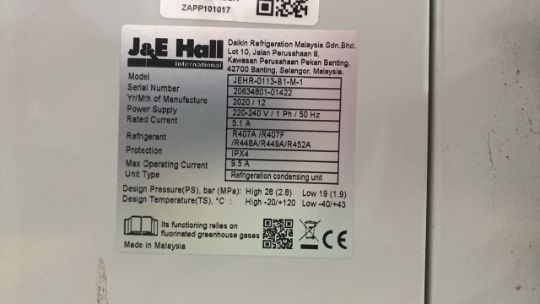 ZAPP101017
J&E Hall
International
Daikin Refrigeration Malaysia Sdn.Bhd.
Lot 10, Jalan Perusahaan 8,
Kawasan Perusahaan Pekan Banting,
42700 Banting, Selangor, Malaysia.
Model JEHR-0113-B1-M-1
Serial Number 20634801-01422
Yr/Mth of Manufacture 2020 / 12
Power Supply 220-240 V / 1 Ph / 50 Hz
Rated Current 5.1 A
Refrigerant R407A /R407F
/R448A/R449A/R452A
Protection IPX4
Max Operating Current 9.5 A
Unit Type Refrigeration condensing unit
Design Pressure(PS), bar (MPa): High 28 (2.8) Low 19 (1.9)
Design Temperature(TS), °C : High -20/+120 Low -40/+43
Its functioning relies on
fluorinated greenhouse gases
CE
Made in Malaysia